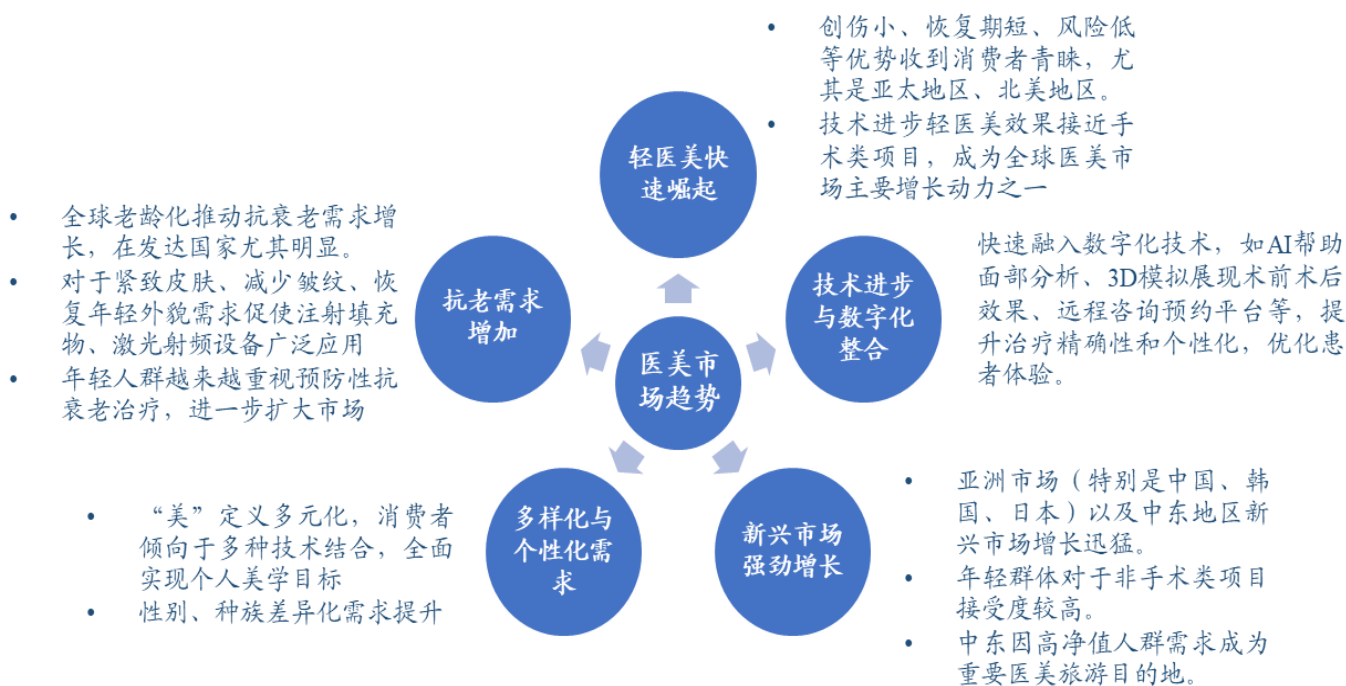 医美市
场趋势
轻医美快
速崛起
• 创伤小、恢复期短、风险低
等优势收到消费者青睐，尤
其是亚太地区、北美地区。
• 技术进步轻医美效果接近手
术类项目，成为全球医美市
场主要增长动力之一
技术进步
与数字化
整合
快速融入数字化技术，如AI帮助
面部分析、3D模拟展现术前术后
效果、远程咨询预约平台等，提
升治疗精确性和个性化，优化患
者体验。
新兴市场
强劲增长
• 亚洲市场（特别是中国、韩
国、日本）以及中东地区新
兴市场增长迅猛。
• 年轻群体对于非手术类项目
接受度较高。
• 中东因高净值人群需求成为
重要医美旅游目的地。
多样化与
个性化需
求
• “美”定义多元化，消费者
倾向于多种技术结合，全面
实现个人美学目标
• 性别、种族差异化需求提升
抗老需求
增加
• 全球老龄化推动抗衰老需求增
长，在发达国家尤其明显。
• 对于紧致皮肤、减少皱纹、恢
复年轻外貌需求促使注射填充
物、激光射频设备广泛应用
• 年轻人群越来越重视预防性抗
衰老治疗，进一步扩大市场